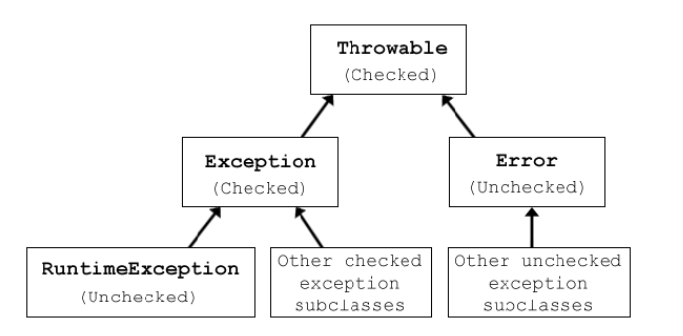 Throwable
(Checked)
Exception
(Checked)
Error
(Unchecked)
RuntimeException
(Unchecked)
Other checked
exception
subclasses
Other unchecked
exception
subclasses